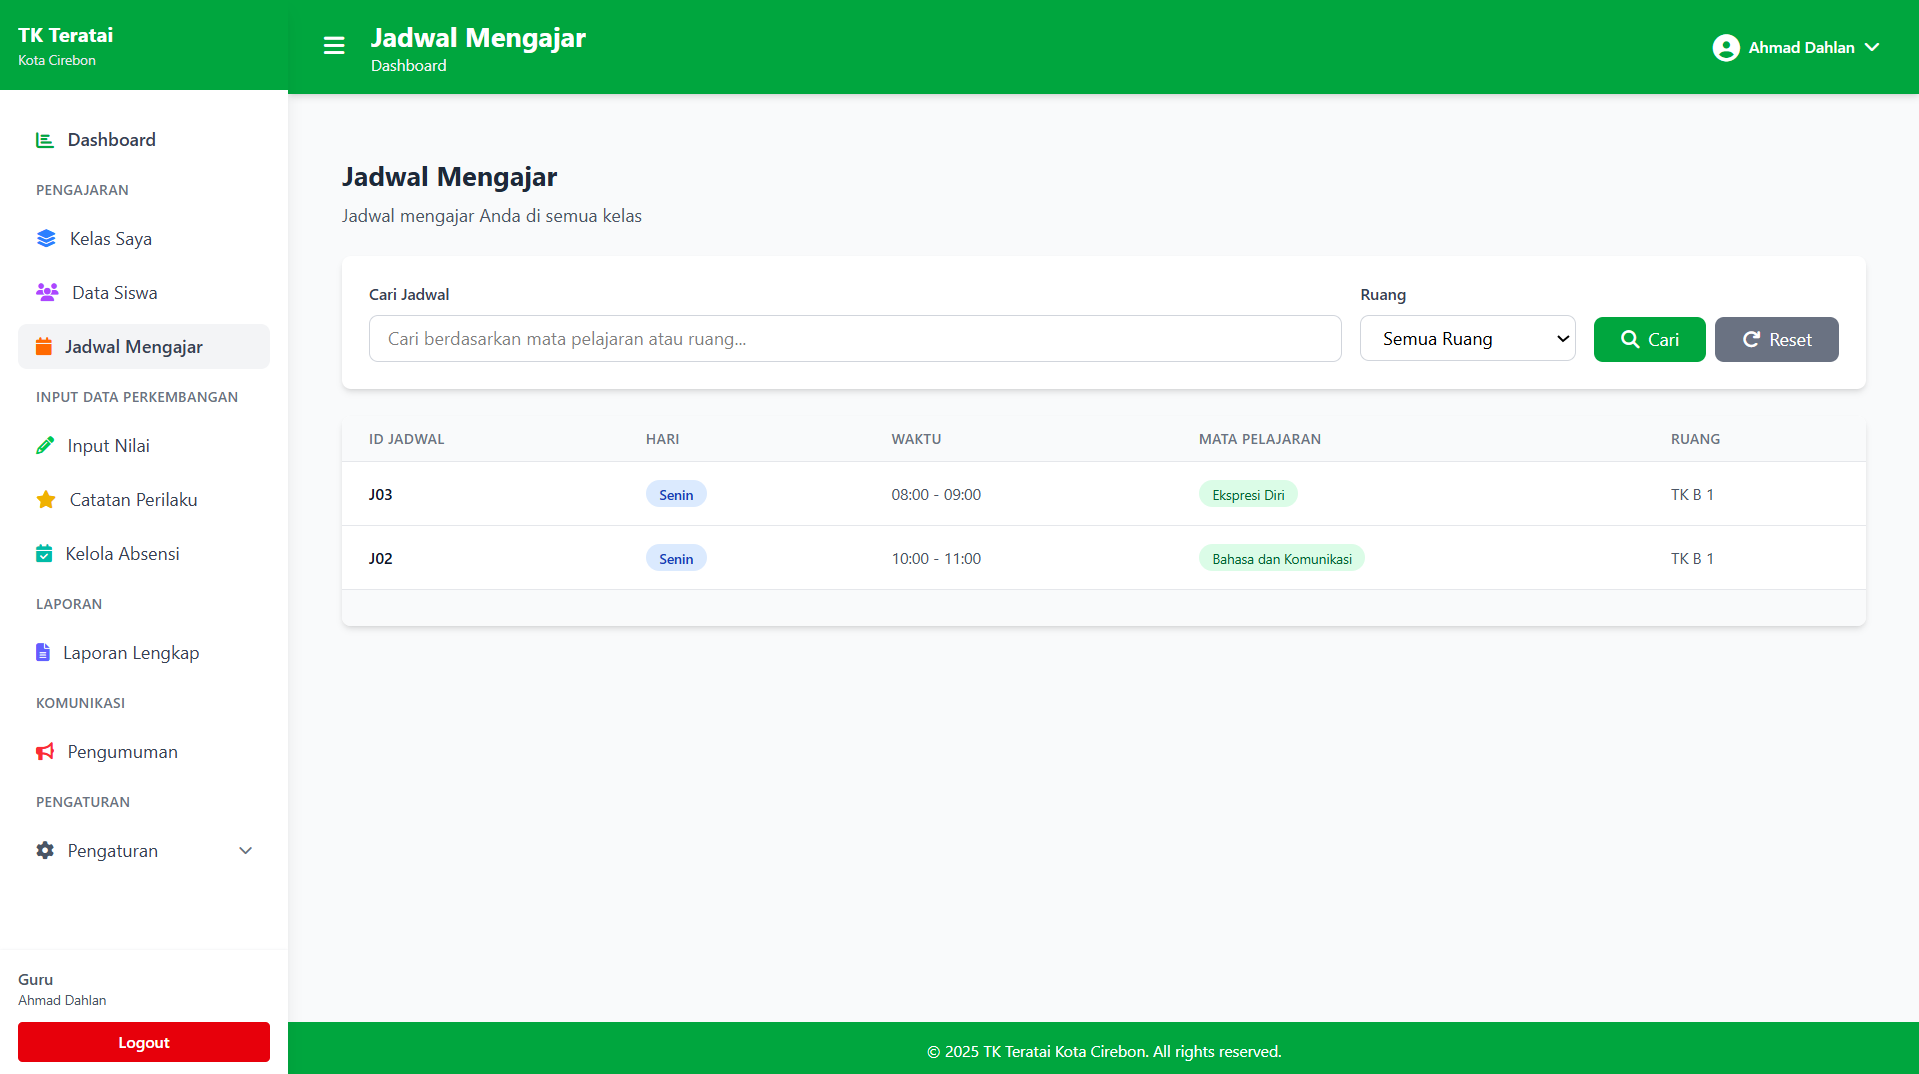 TK Teratai
Kota Cirebon
Jadwal Mengajar
Dashboard
Ahmad Dahlan
Dashboard
PENGAJARAN
Kelas Saya
Data Siswa
Jadwal Mengajar
INPUT DATA PERKEMBANGAN
Input Nilai
Catatan Perilaku
Kelola Absensi
LAPORAN
Laporan Lengkap
KOMUNIKASI
Pengumuman
PENGATURAN
Pengaturan
Guru
Ahmad Dahlan
Logout
Jadwal Mengajar
Jadwal mengajar Anda di semua kelas
Cari Jadwal
Cari berdasarkan mata pelajaran atau ruang...
Ruang
Semua Ruang
Cari
Reset
ID JADWAL HARI WAKTU MATA PELAJARAN RUANG
J03 Senin 08:00 - 09:00 Ekspresi Diri TK B 1
J02 Senin 10:00 - 11:00 Bahasa dan Komunikasi TK B 1
© 2025 TK Teratai Kota Cirebon. All rights reserved.